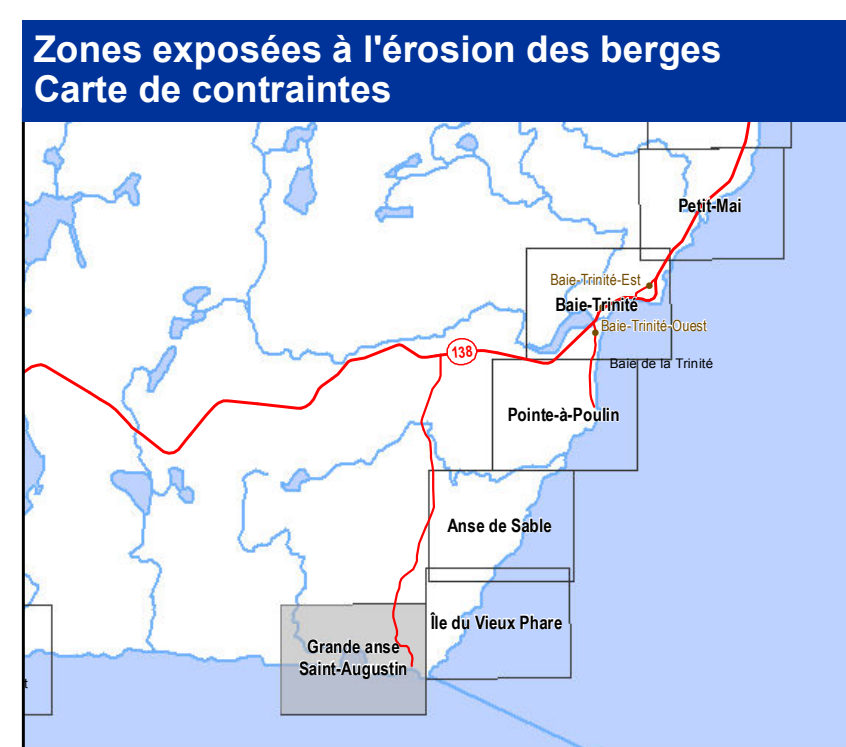 Zones exposées à l'érosion des berges
Carte de contraintes
Petit-Mai
Baie-Trinité-Est
Baie-Trinité
Baie-Trinité-Ouest
138
Baie de la Trinité
Pointe-à-Poulin
Anse de Sable
Île du Vieux Phare
Grande anse
Saint-Augustin
t